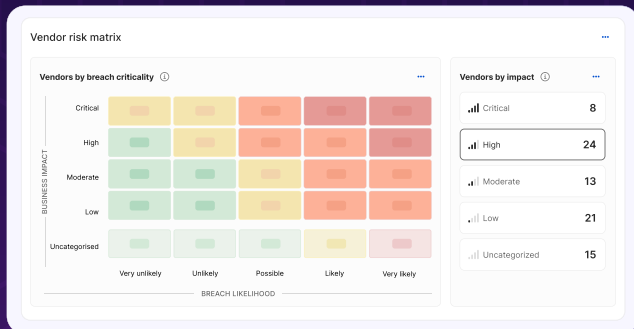 Vendor risk matrix
Vendors by breach criticality
Critical
High
Moderate
Low
Uncategorised
BUSINESS IMPACT
Very unlikely
Unlikely
Possible
Likely
Very likely
BREACH LIKELIHOOD
Vendors by impact
Critical 8
High 24
Moderate 13
Low 21
Uncategorized 15